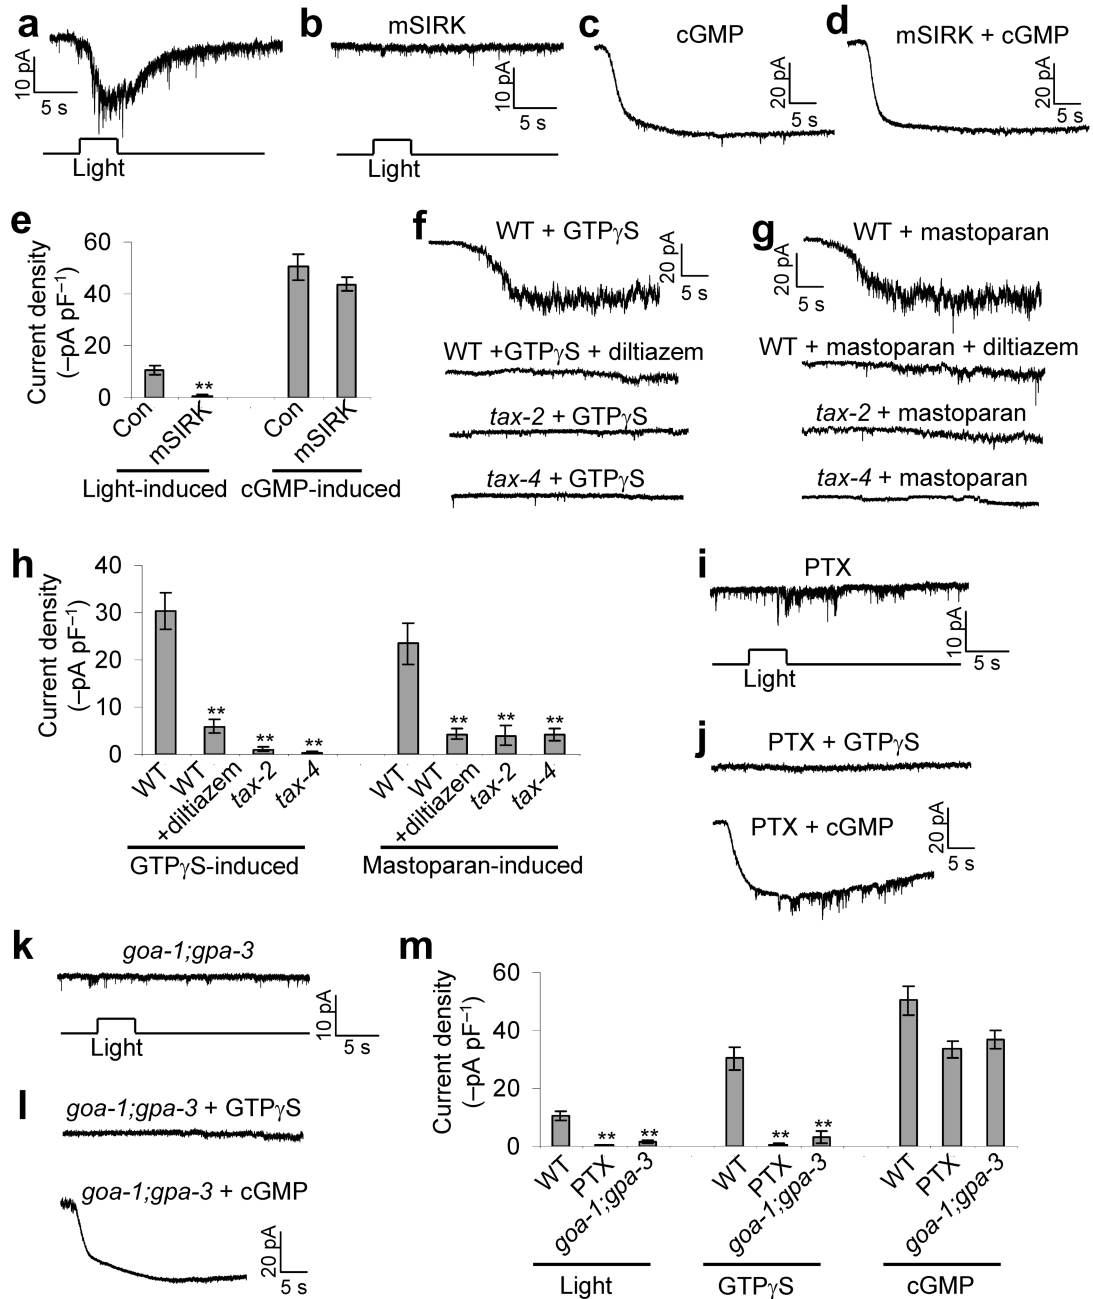 a
10 pA
5 s
Light
b
mSIRK
10 pA
5 s
Light
c
cGMP
20 pA
5 s
d
mSIRK + cGMP
20 pA
5 s
e
Current density
(–pA pF⁻¹)
60
40
20
0
**
Con
mSIRK
Con
mSIRK
Light-induced
cGMP-induced
f
WT + GTPγS
20 pA
5 s
WT +GTPγS + diltiazem
tax-2 + GTPγS
tax-4 + GTPγS
g
WT + mastoparan
20 pA
5 s
WT + mastoparan + diltiazem
tax-2 + mastoparan
tax-4 + mastoparan
h
Current density
(–pA pF⁻¹)
40
30
20
10
0
**
**
**
**
**
**
WT
WT
+diltiazem
tax-2
tax-4
WT
WT
+diltiazem
tax-2
tax-4
GTPγS-induced
Mastoparan-induced
i
PTX
10 pA
5 s
Light
j
PTX + GTPγS
PTX + cGMP
20 pA
5 s
k
goa-1;gpa-3
10 pA
5 s
Light
l
goa-1;gpa-3 + GTPγS
goa-1;gpa-3 + cGMP
20 pA
5 s
m
Current density
(–pA pF⁻¹)
60
40
20
0
**
**
**
**
WT
PTX
goa-1;gpa-3
WT
PTX
goa-1;gpa-3
WT
PTX
goa-1;gpa-3
Light
GTPγS
cGMP